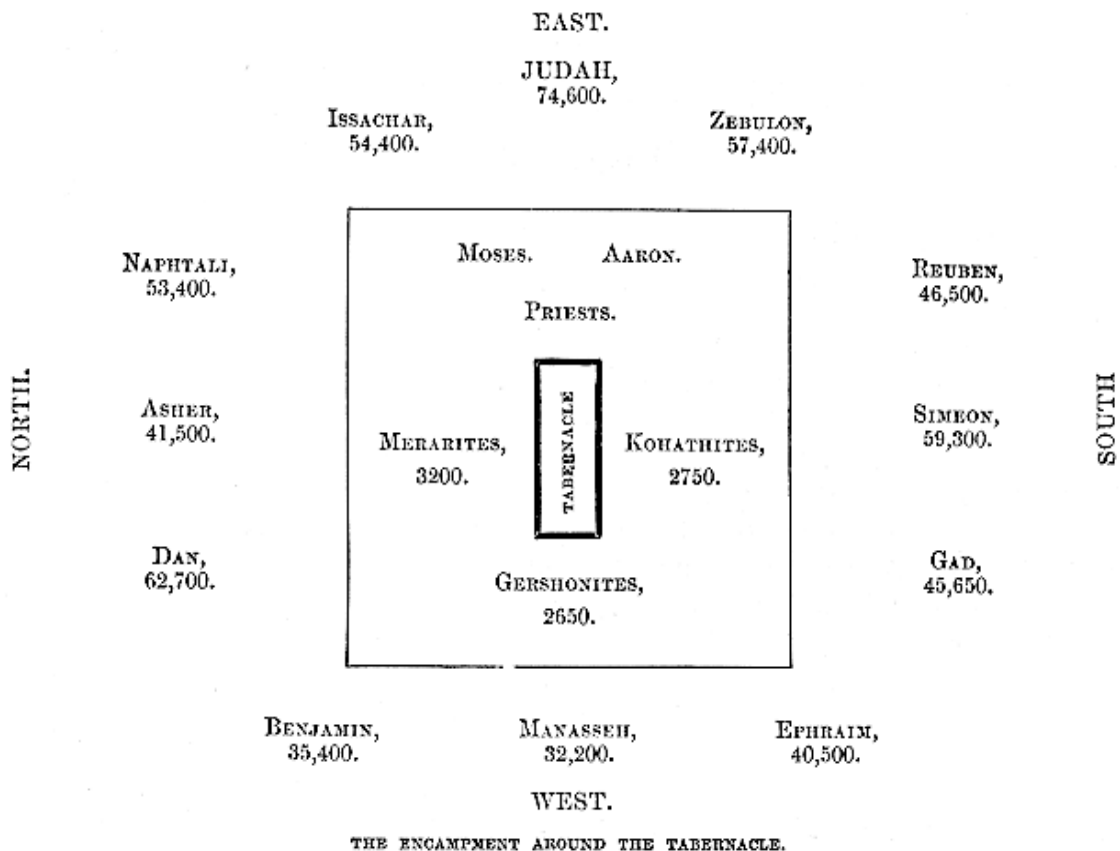 EAST.
JUDAH,
74,600.
ISSACHAR,
54,400.
ZEBULON,
57,400.
MOSES. AARON.
PRIESTS.
NAPHTALI,
53,400.
REUBEN,
46,500.
NORTH.
ASHER,
41,500.
MERARITES,
3200.
TABERNACLE
KOHATHITES,
2750.
SIMEON,
59,300.
SOUTH
DAN,
62,700.
GERSHONITES,
2650.
GAD,
45,650.
BENJAMIN,
35,400.
MANASSEH,
32,200.
EPHRAIM,
40,500.
WEST.
THE ENCAMPMENT AROUND THE TABERNACLE.